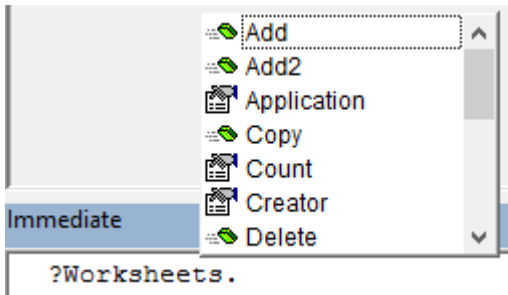 Add
Add2
Application
Copy
Count
Creator
Delete
Immediate
?Worksheets.